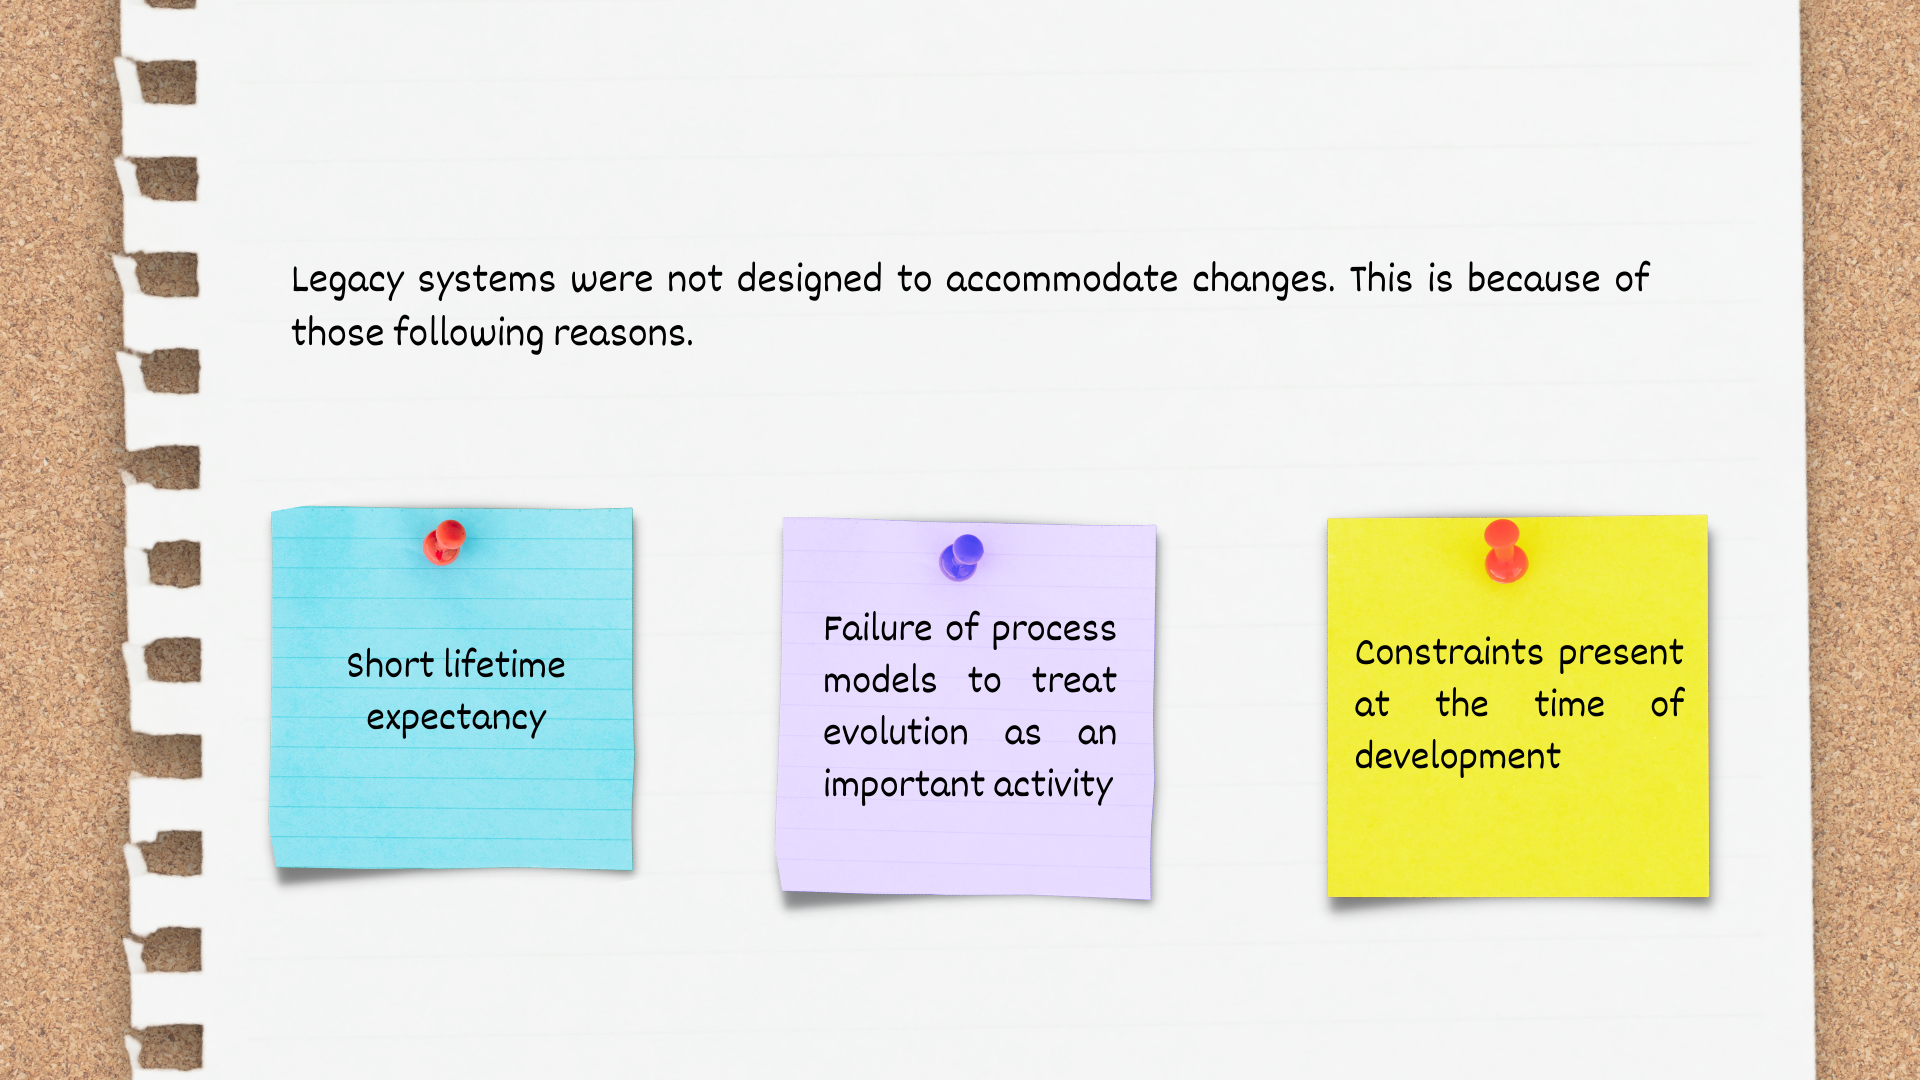 Legacy systems were not designed to accommodate changes. This is because of
those following reasons.
Short lifetime
expectancy
Failure of process
models to treat
evolution as an
important activity
Constraints present
at the time of
development